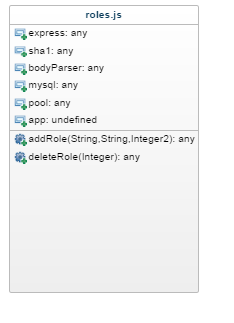 roles.js
express: any
sha1: any
bodyParser: any
mysql: any
pool: any
app: undefined
addRole(String,String,Integer2): any
deleteRole(Integer): any